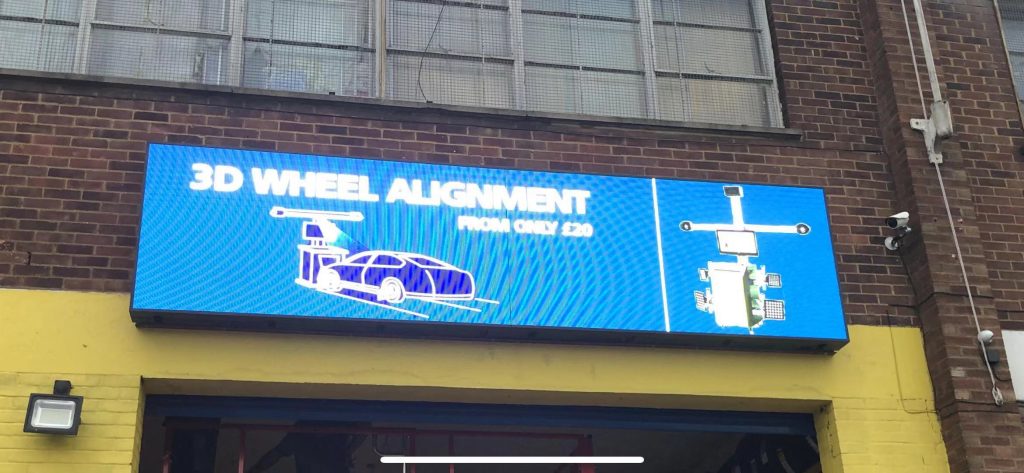 3D WHEEL ALIGNMENT
FROM ONLY £20